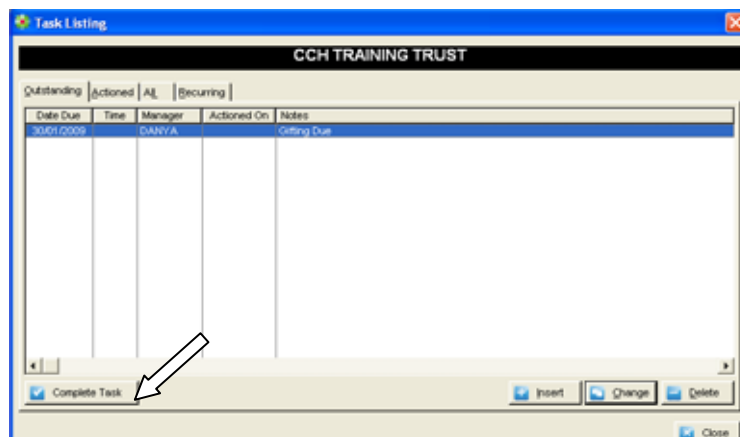 Task Listing
CCH TRAINING TRUST
Outstanding Actioned All Recurring
Date Due Time Manager Actioned On Notes
30/01/2009 DANYA Gifting Due
Complete Task Insert Change Delete
Close